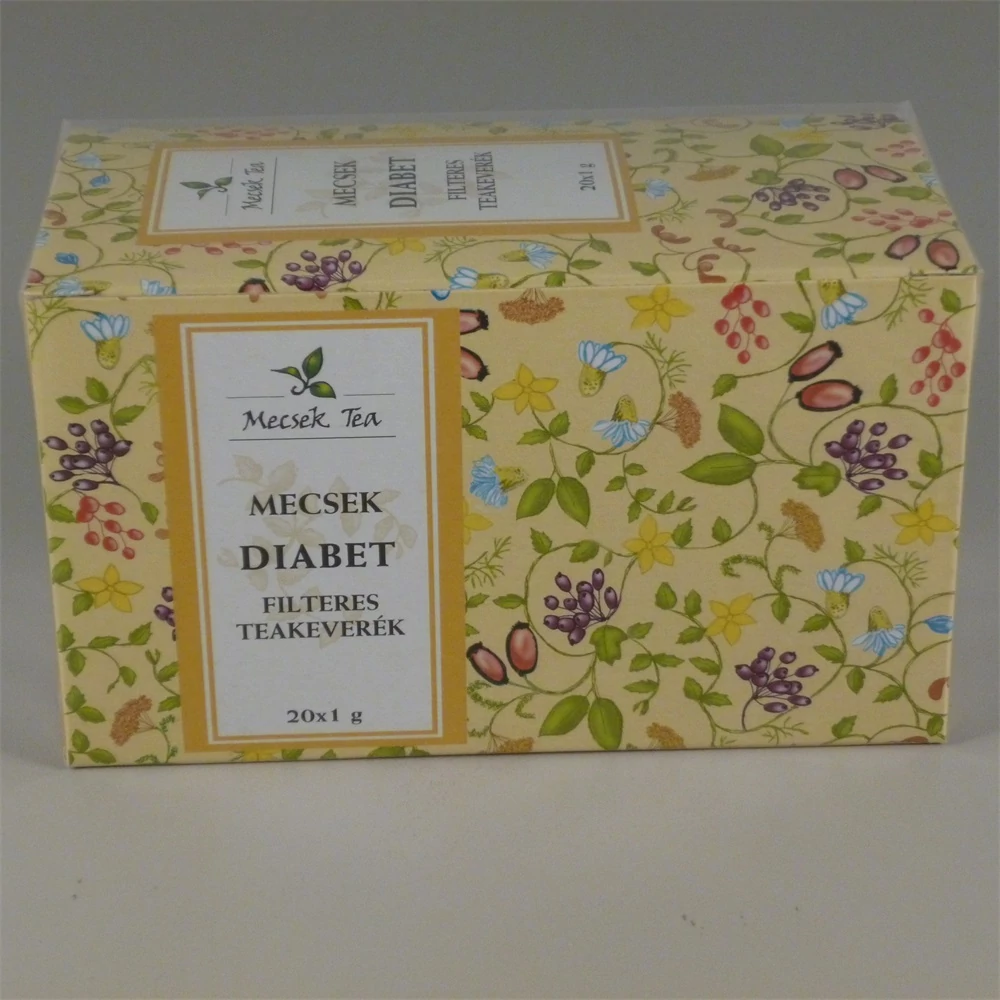 Mecsek Tea
MECSEK
DIABET
FILTERES
TEAKEVERÉK
20x1 g
Mecsek Tea
MECSEK
DIABET
FILTERES
TEAKEVERÉK
20x1 g